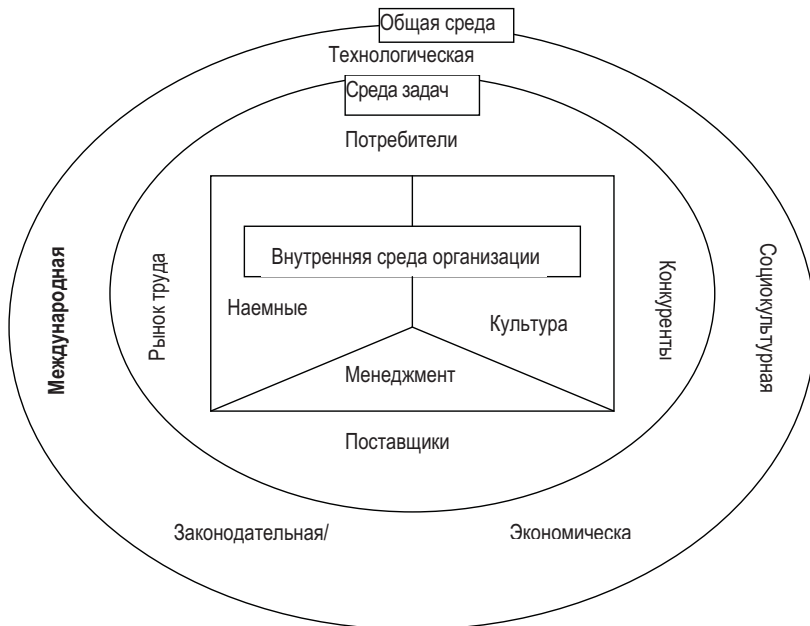 Общая среда
Технологическая
Среда задач
Потребители
Международная
Рынок труда
Внутренняя среда организации
Наемные
Культура
Менеджмент
Конкуренты
Социокультурная
Поставщики
Законодательная/
Экономическа